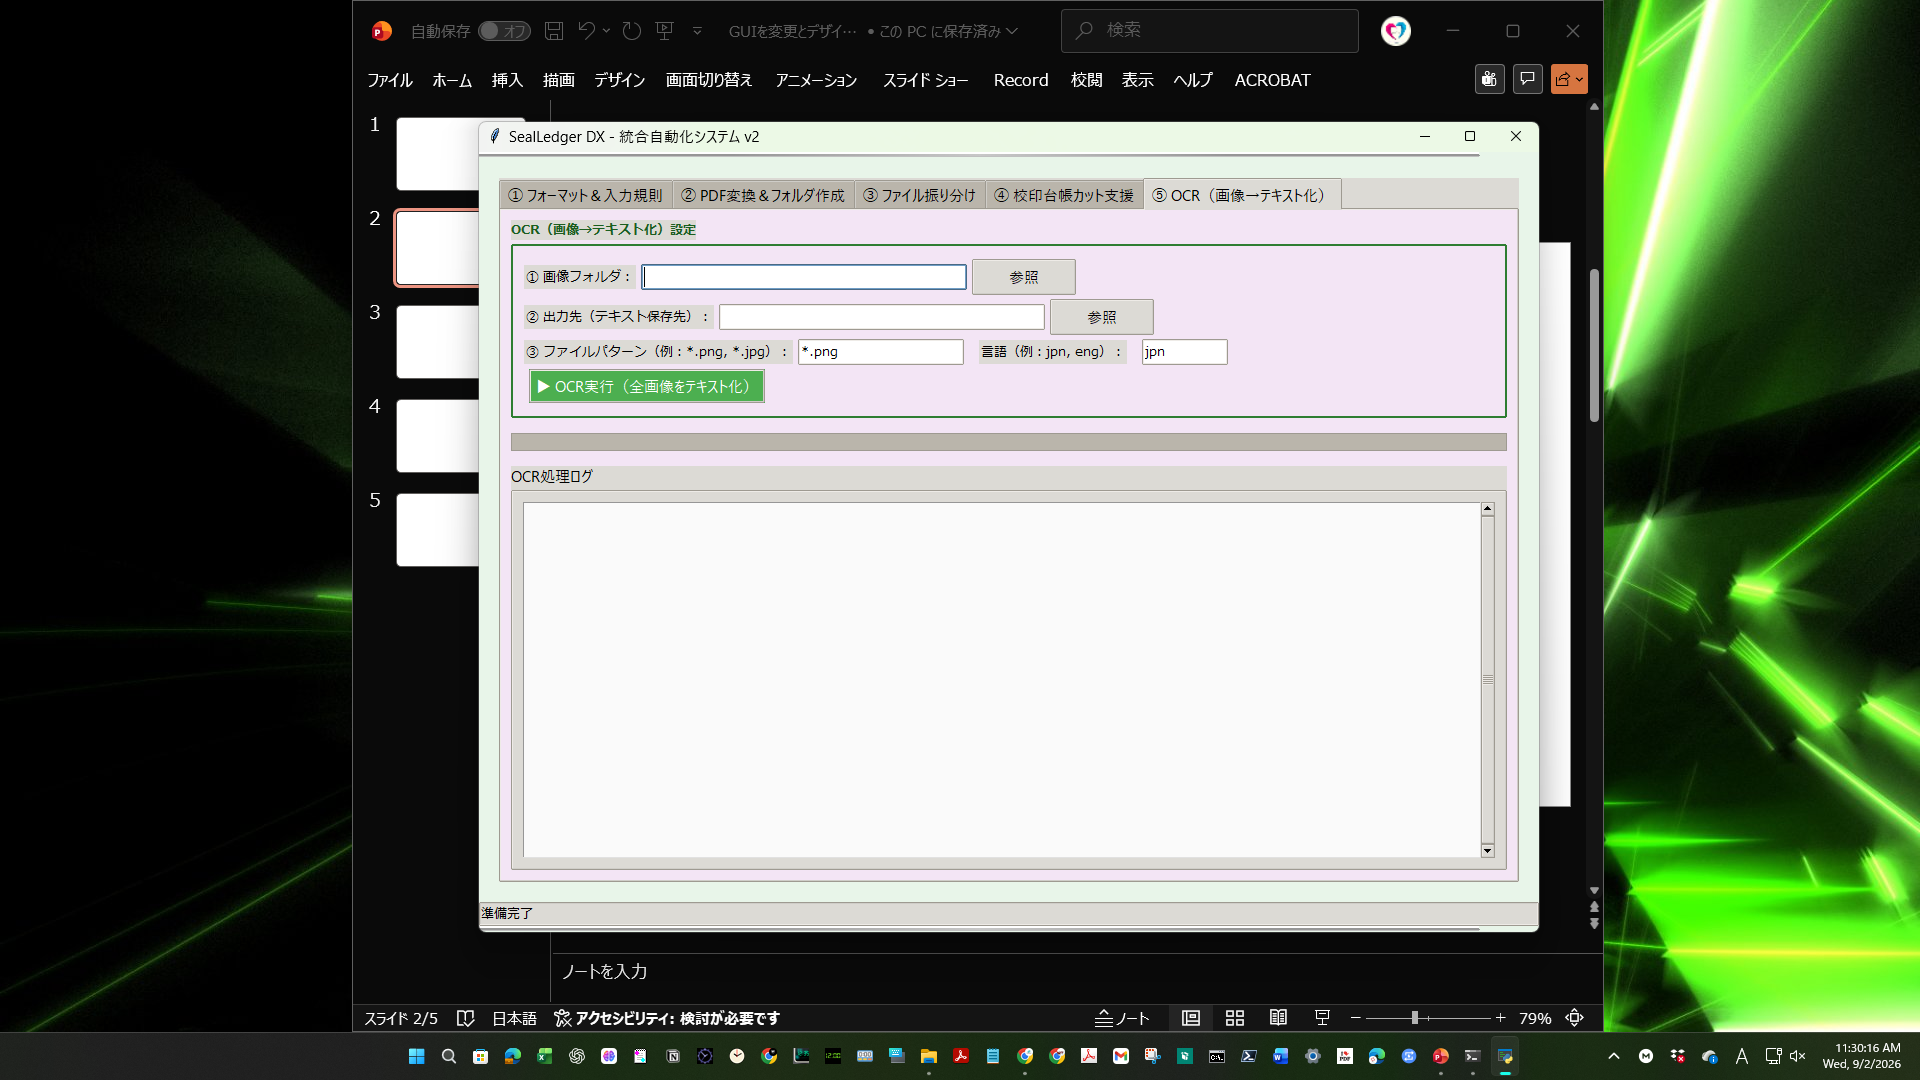 自動保存 オフ GUIを変更とデザイ… • この PC に保存済み 検索
ファイル ホーム 挿入 描画 デザイン 画面切り替え アニメーション スライド ショー Record 校閲 表示 ヘルプ ACROBAT
1
2
3
4
5
SealLedger DX - 統合自動化システム v2
① フォーマット & 入力規則 ② PDF変換 & フォルダ作成 ③ ファイル振り分け ④ 校印台帳カット支援 ⑤ OCR（画像→テキスト化）
OCR（画像→テキスト化）設定
① 画像フォルダ： 参照
② 出力先（テキスト保存先）： 参照
③ ファイルパターン（例：*.png, *.jpg）： *.png 言語（例：jpn, eng）： jpn
▶ OCR実行（全画像をテキスト化）
OCR処理ログ
準備完了
ノートを入力
スライド 2/5 日本語 アクセシビリティ: 検討が必要です ノート 79%
11:30:16 AM
Wed, 9/2/2026